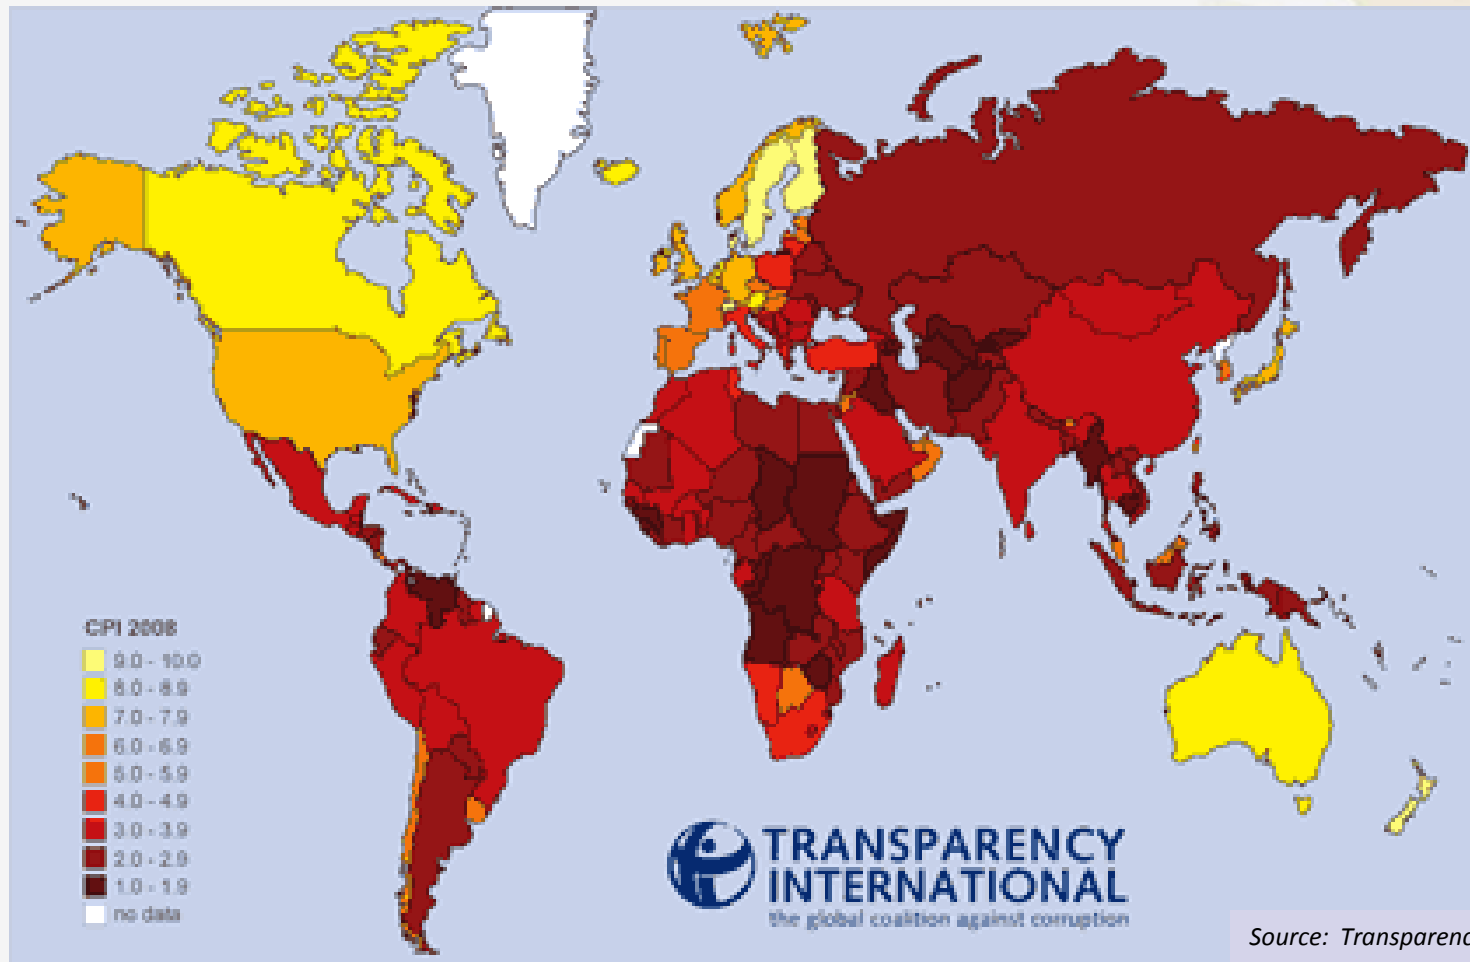 CPI 2008
9.0 - 10.0
8.0 - 8.9
7.0 - 7.9
6.0 - 6.9
5.0 - 5.9
4.0 - 4.9
3.0 - 3.9
2.0 - 2.9
1.0 - 1.9
no data
TRANSPARENCY
INTERNATIONAL
the global coalition against corruption
Source: Transparenc